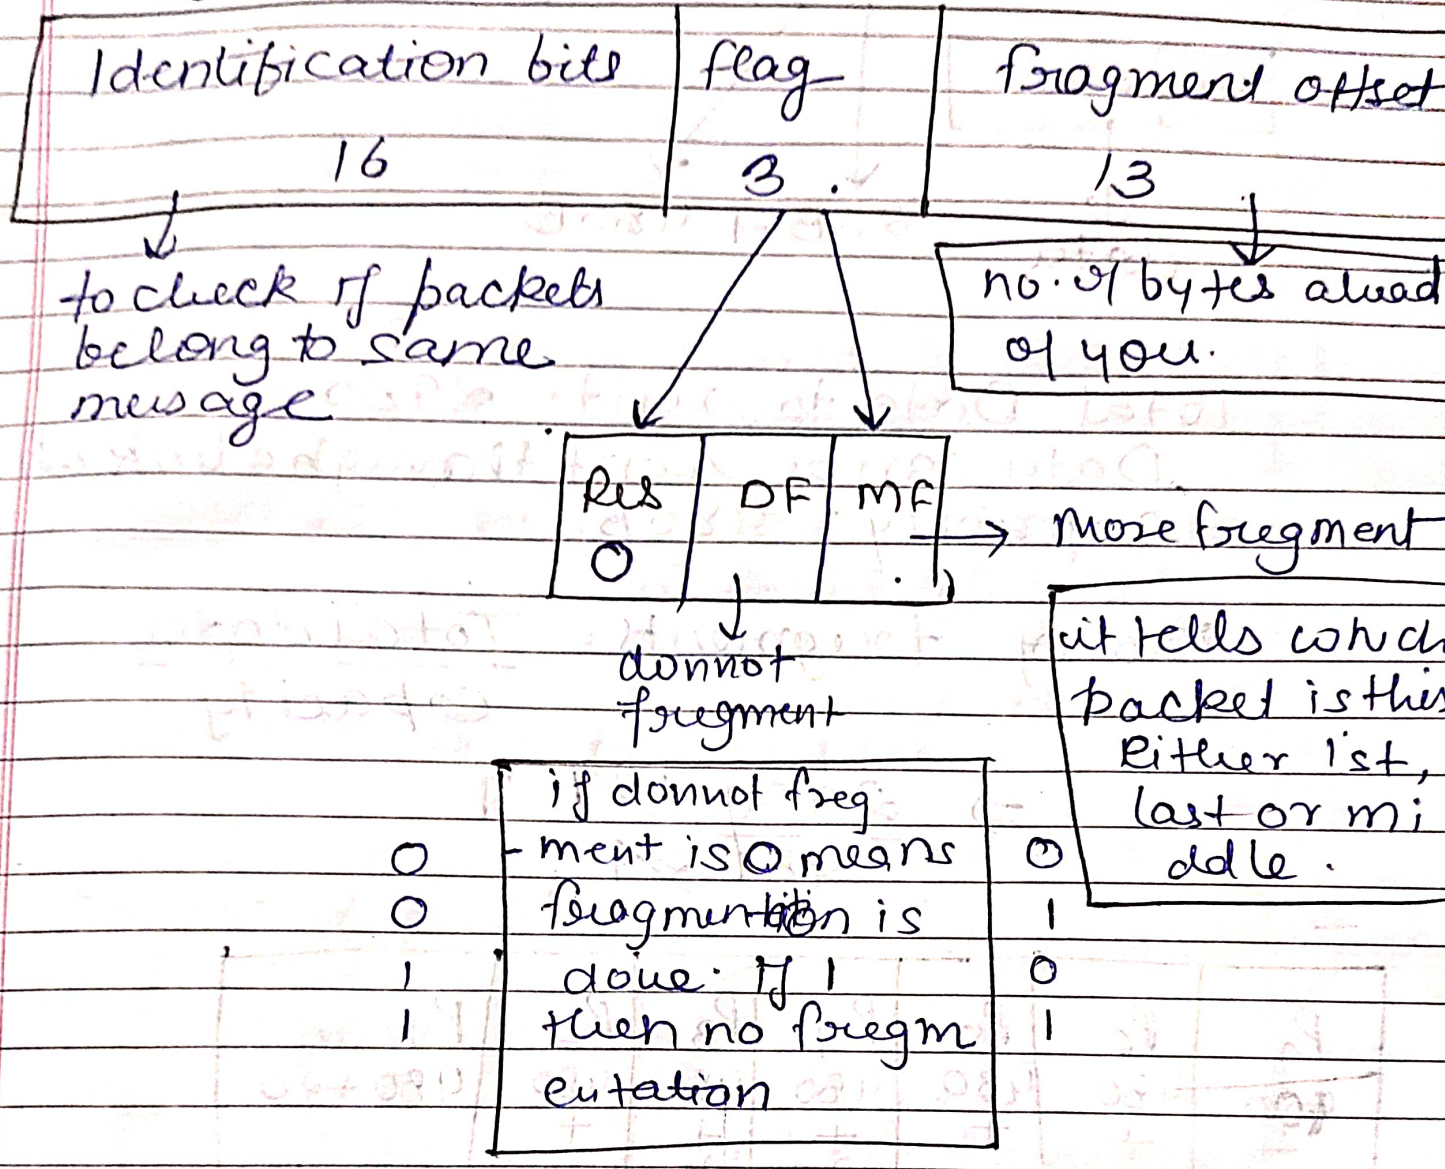 Identification bits flag fragment offset
16 3 13
to check if packets
belong to same
message
no. of bytes ahead
of you.
Res DF MF
0
More fregment
donnot
fregment
it tells which
packet is this
Either 1st,
last or mi
ddle.
if donnot freg
0 -ment is 0 means 0
0 fragmentation is 1
1 done. If 1 0
1 then no fregm 1
entation